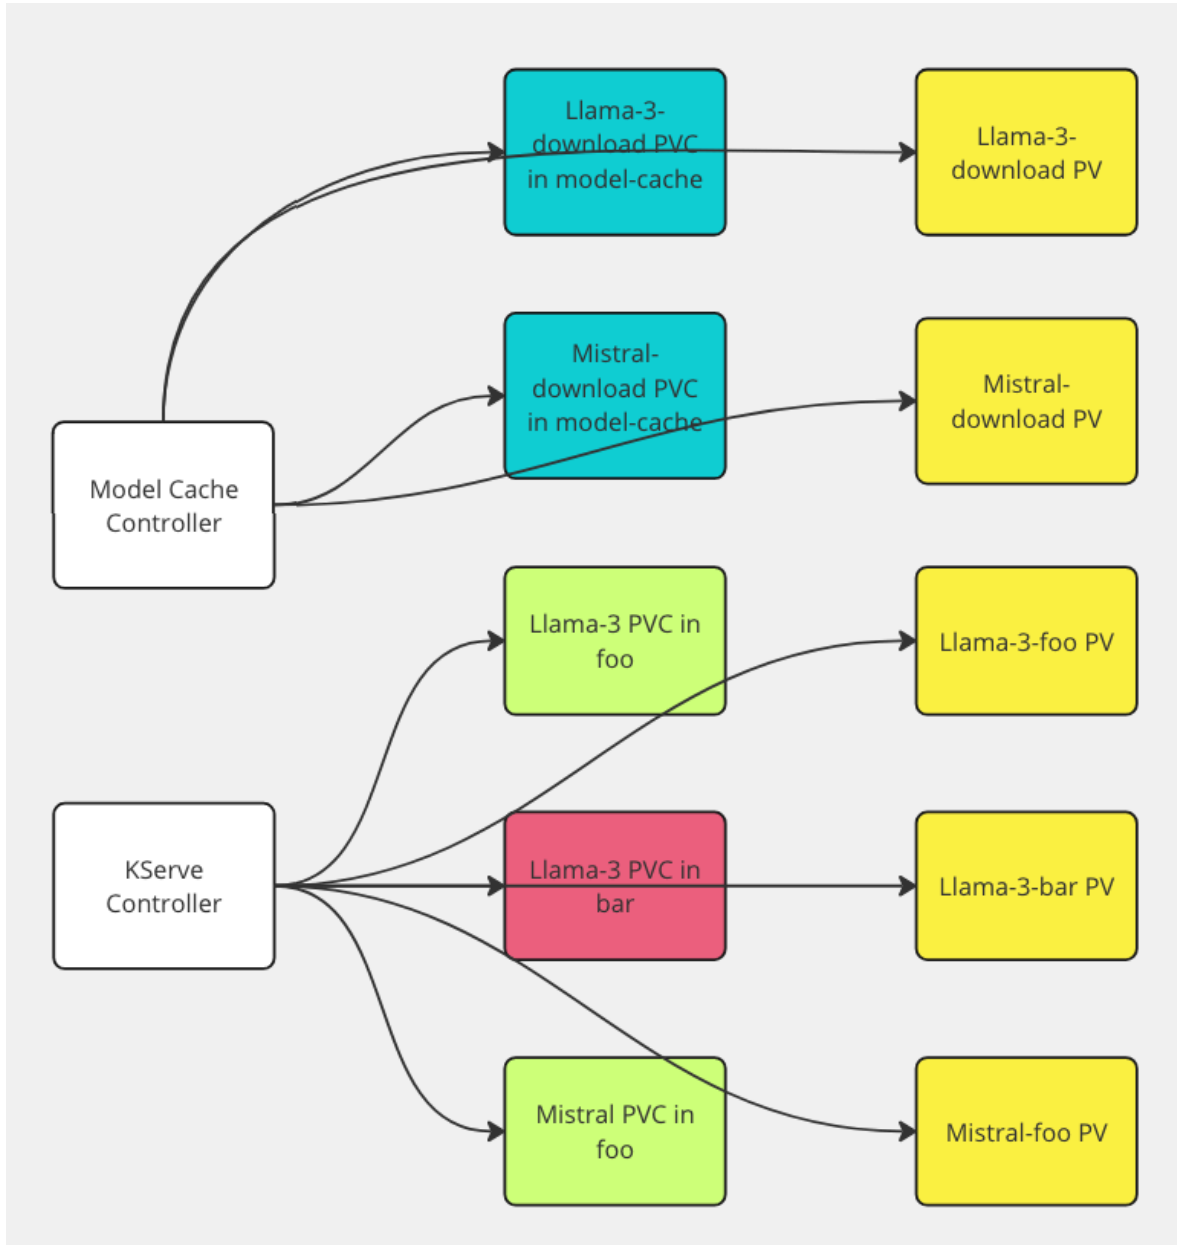 Llama-3-
download PVC
in model-cache
Llama-3-
download PV
Mistral-
download PVC
in model-cache
Mistral-
download PV
Model Cache
Controller
Llama-3 PVC in
foo
Llama-3-foo PV
KServe
Controller
Llama-3 PVC in
bar
Llama-3-bar PV
Mistral PVC in
foo
Mistral-foo PV